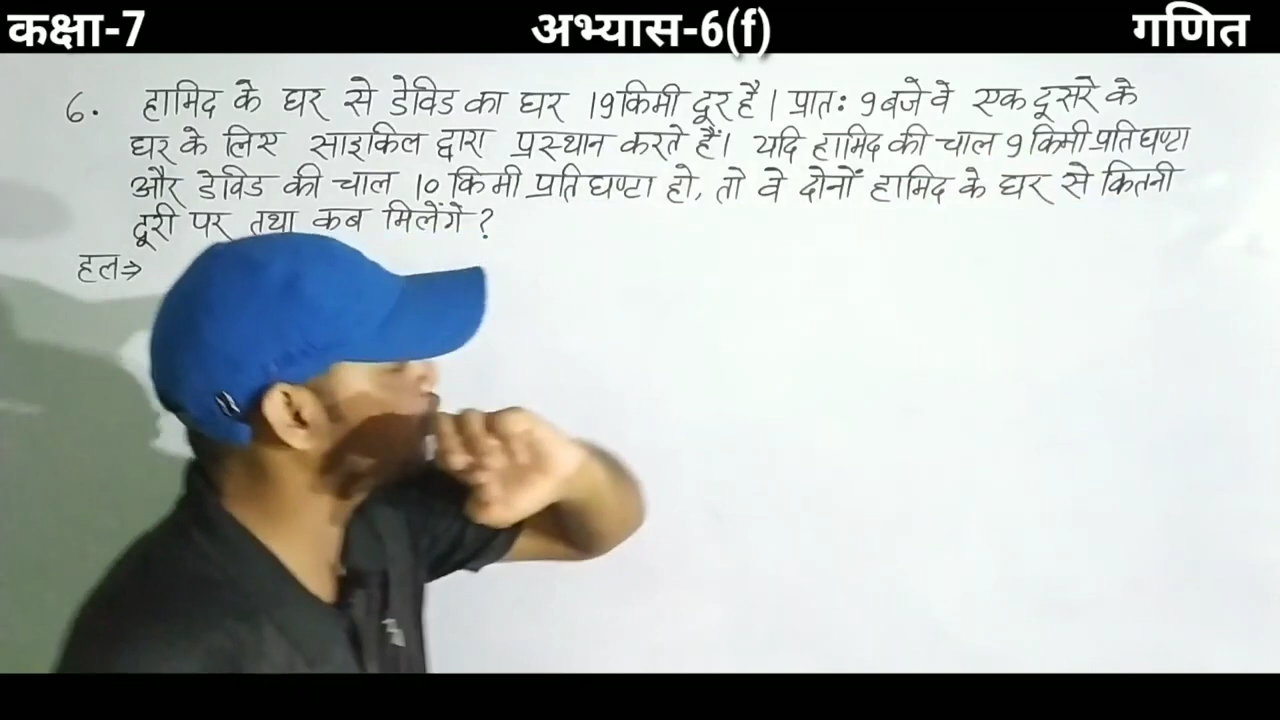 कक्षा-7 अभ्यास-6(f) गणित
6. हामिद के घर से डेविड का घर 19 किमी दूर है। प्रातः 9 बजे वे एक दूसरे के
घर के लिए साइकिल द्वारा प्रस्थान करते हैं। यदि हामिद की चाल 9 किमी प्रति घण्टा
और डेविड की चाल 10 किमी प्रति घण्टा हो, तो वे दोनों हामिद के घर से कितनी
दूरी पर तथा कब मिलेंगे?
हल⇒